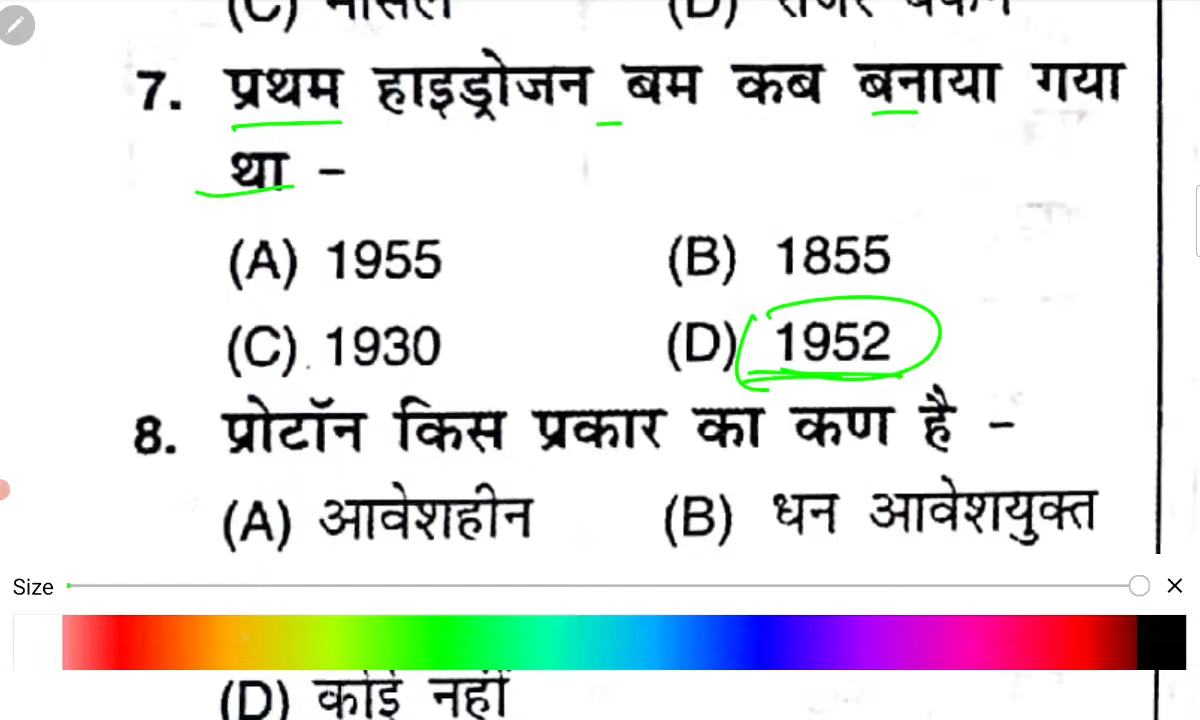 (C)
(D)
7. प्रथम हाइड्रोजन बम कब बनाया गया
था -
(A) 1955 (B) 1855
(C) 1930 (D) 1952
8. प्रोटॉन किस प्रकार का कण है -
(A) आवेशहीन (B) धन आवेशयुक्त
Size
(D) कोई नहीं